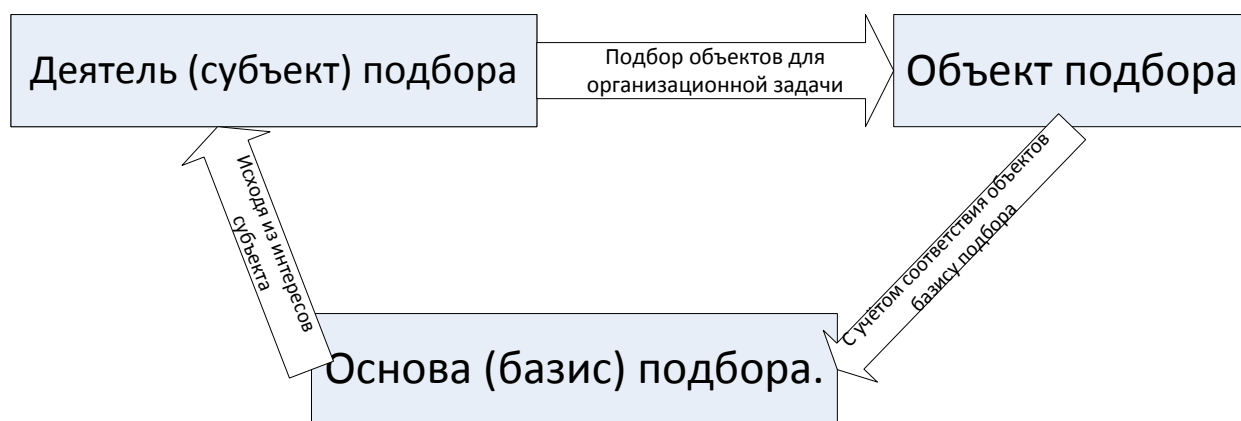 Деятель (субъект) подбора
Подбор объектов для
организационной задачи
Объект подбора
Исходя из интересов
субъекта
С учётом соответствия объектов
базису подбора
Основа (базис) подбора.